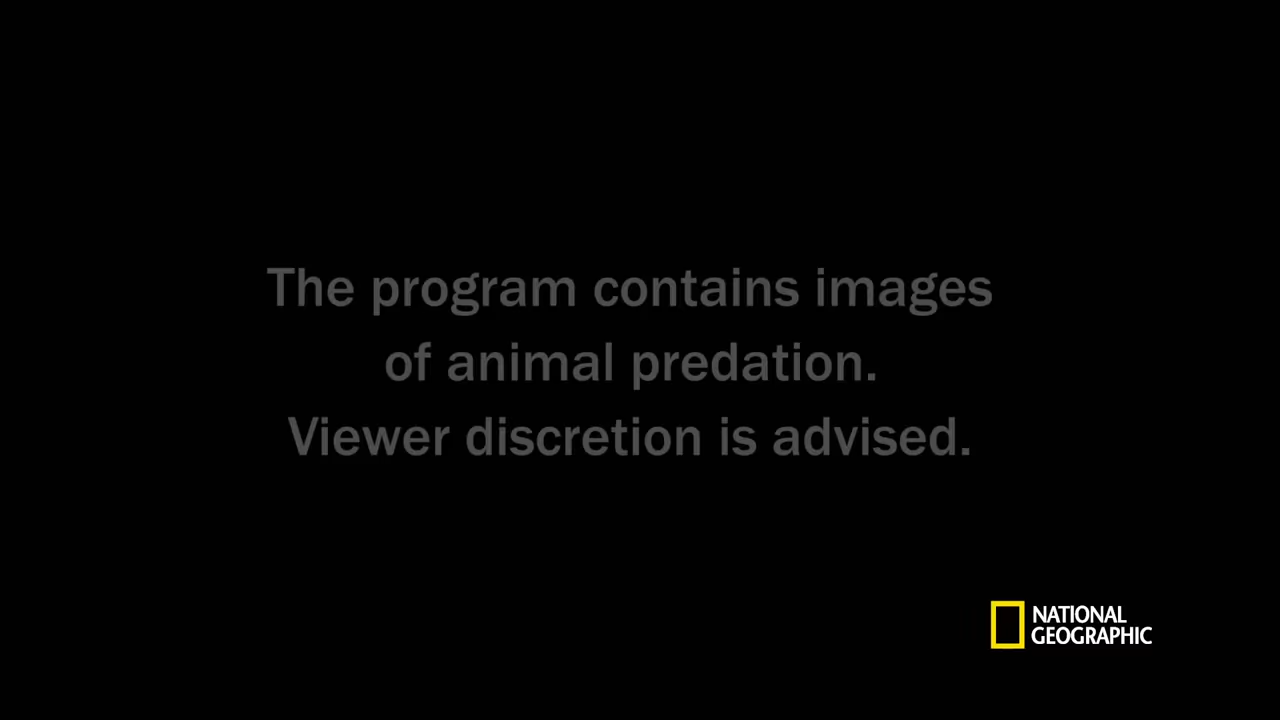 The program contains images
of animal predation.
Viewer discretion is advised.
NATIONAL
GEOGRAPHIC